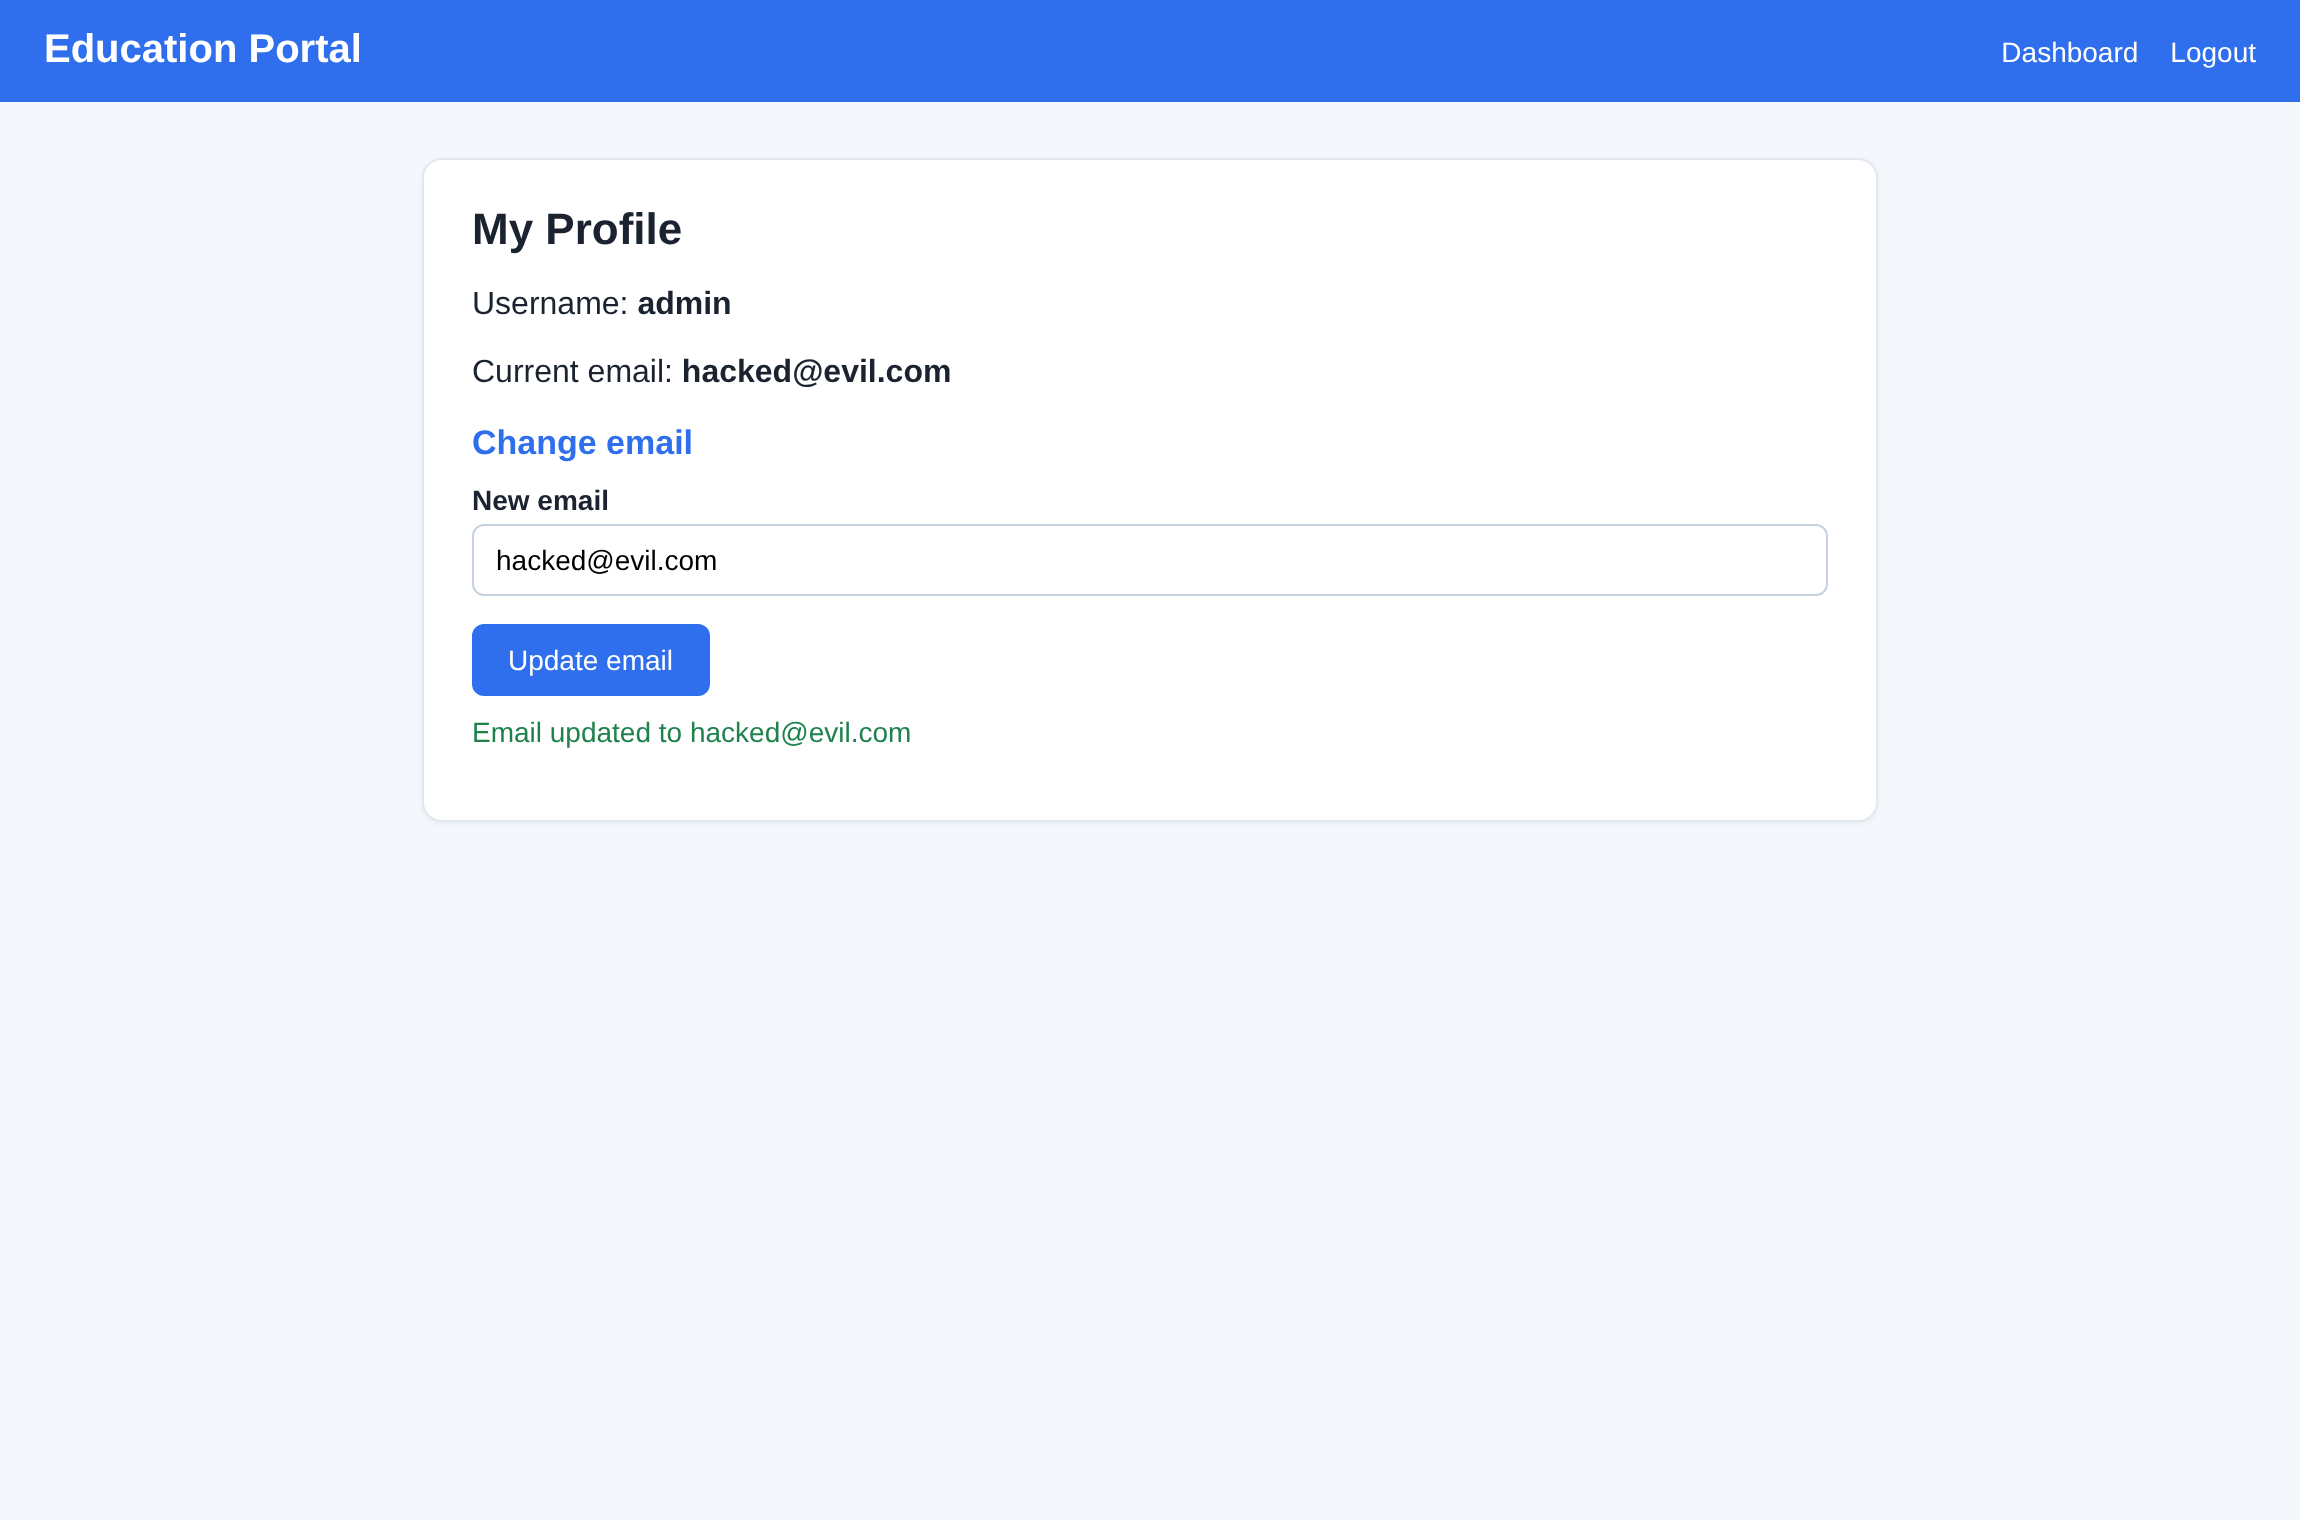 Education Portal
Dashboard Logout
My Profile
Username: admin
Current email: hacked@evil.com
Change email
New email
hacked@evil.com
Update email
Email updated to hacked@evil.com